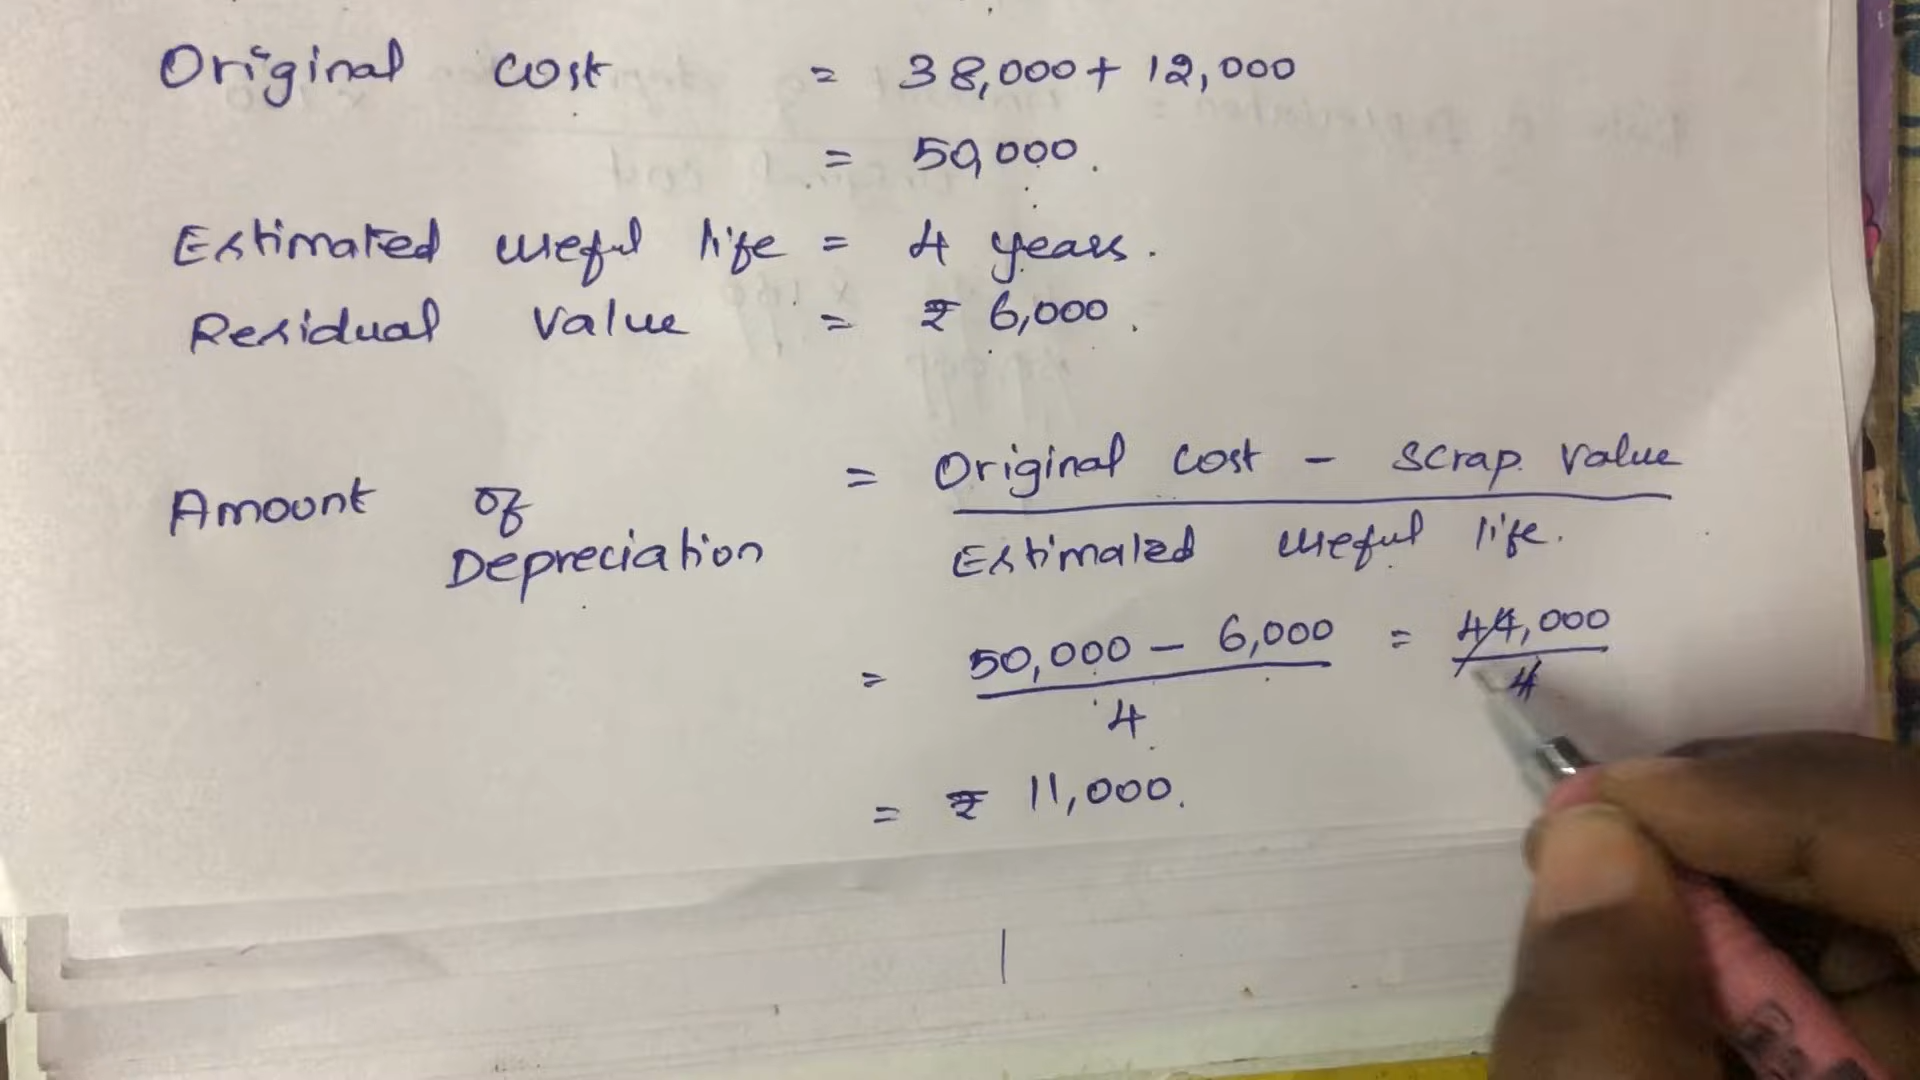 Original cost = 38,000 + 12,000
= 50,000.
Estimated useful life = 4 years.
Residual Value = ₹ 6,000.
Amount of Depreciation = Original cost - scrap value
Estimated useful life.
= 50,000 - 6,000 = 44,000
4 4
= ₹ 11,000.